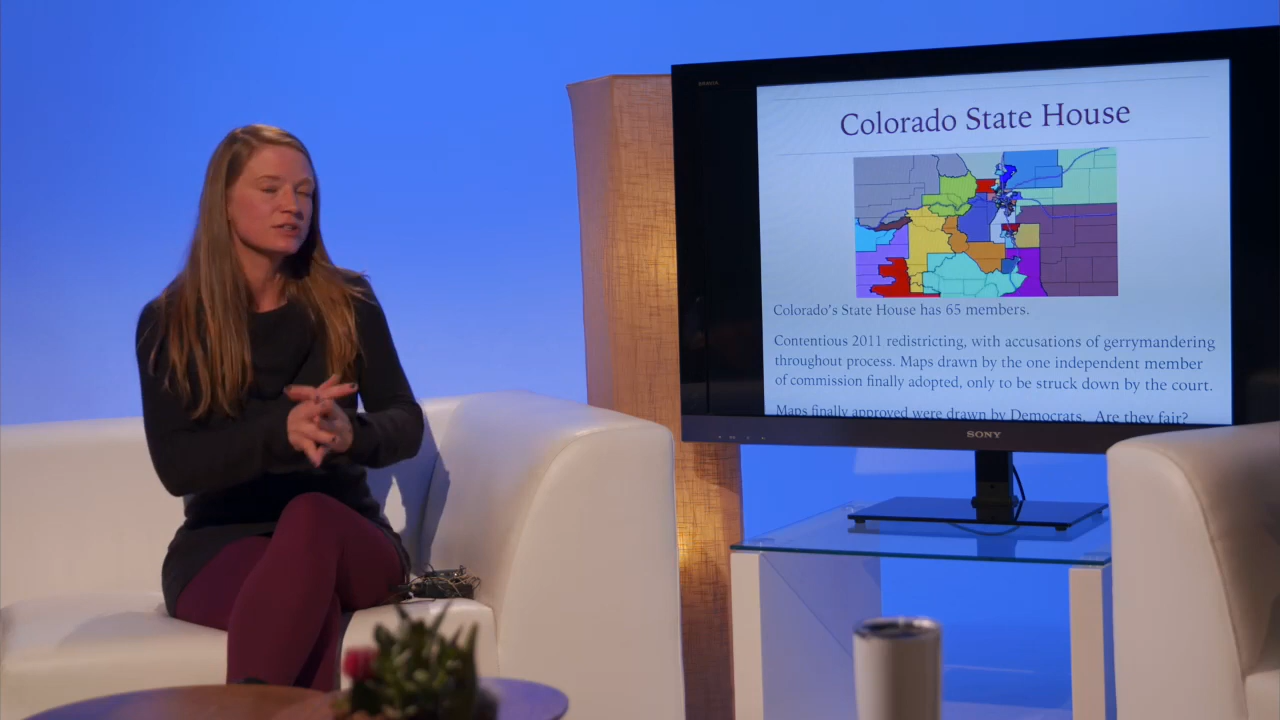 Colorado State House
Colorado's State House has 65 members.
Contentious 2011 redistricting, with accusations of gerrymandering
throughout process. Maps drawn by the one independent member
of commission finally adopted, only to be struck down by the court.
Maps finally approved were drawn by Democrats. Are they fair?
SONY